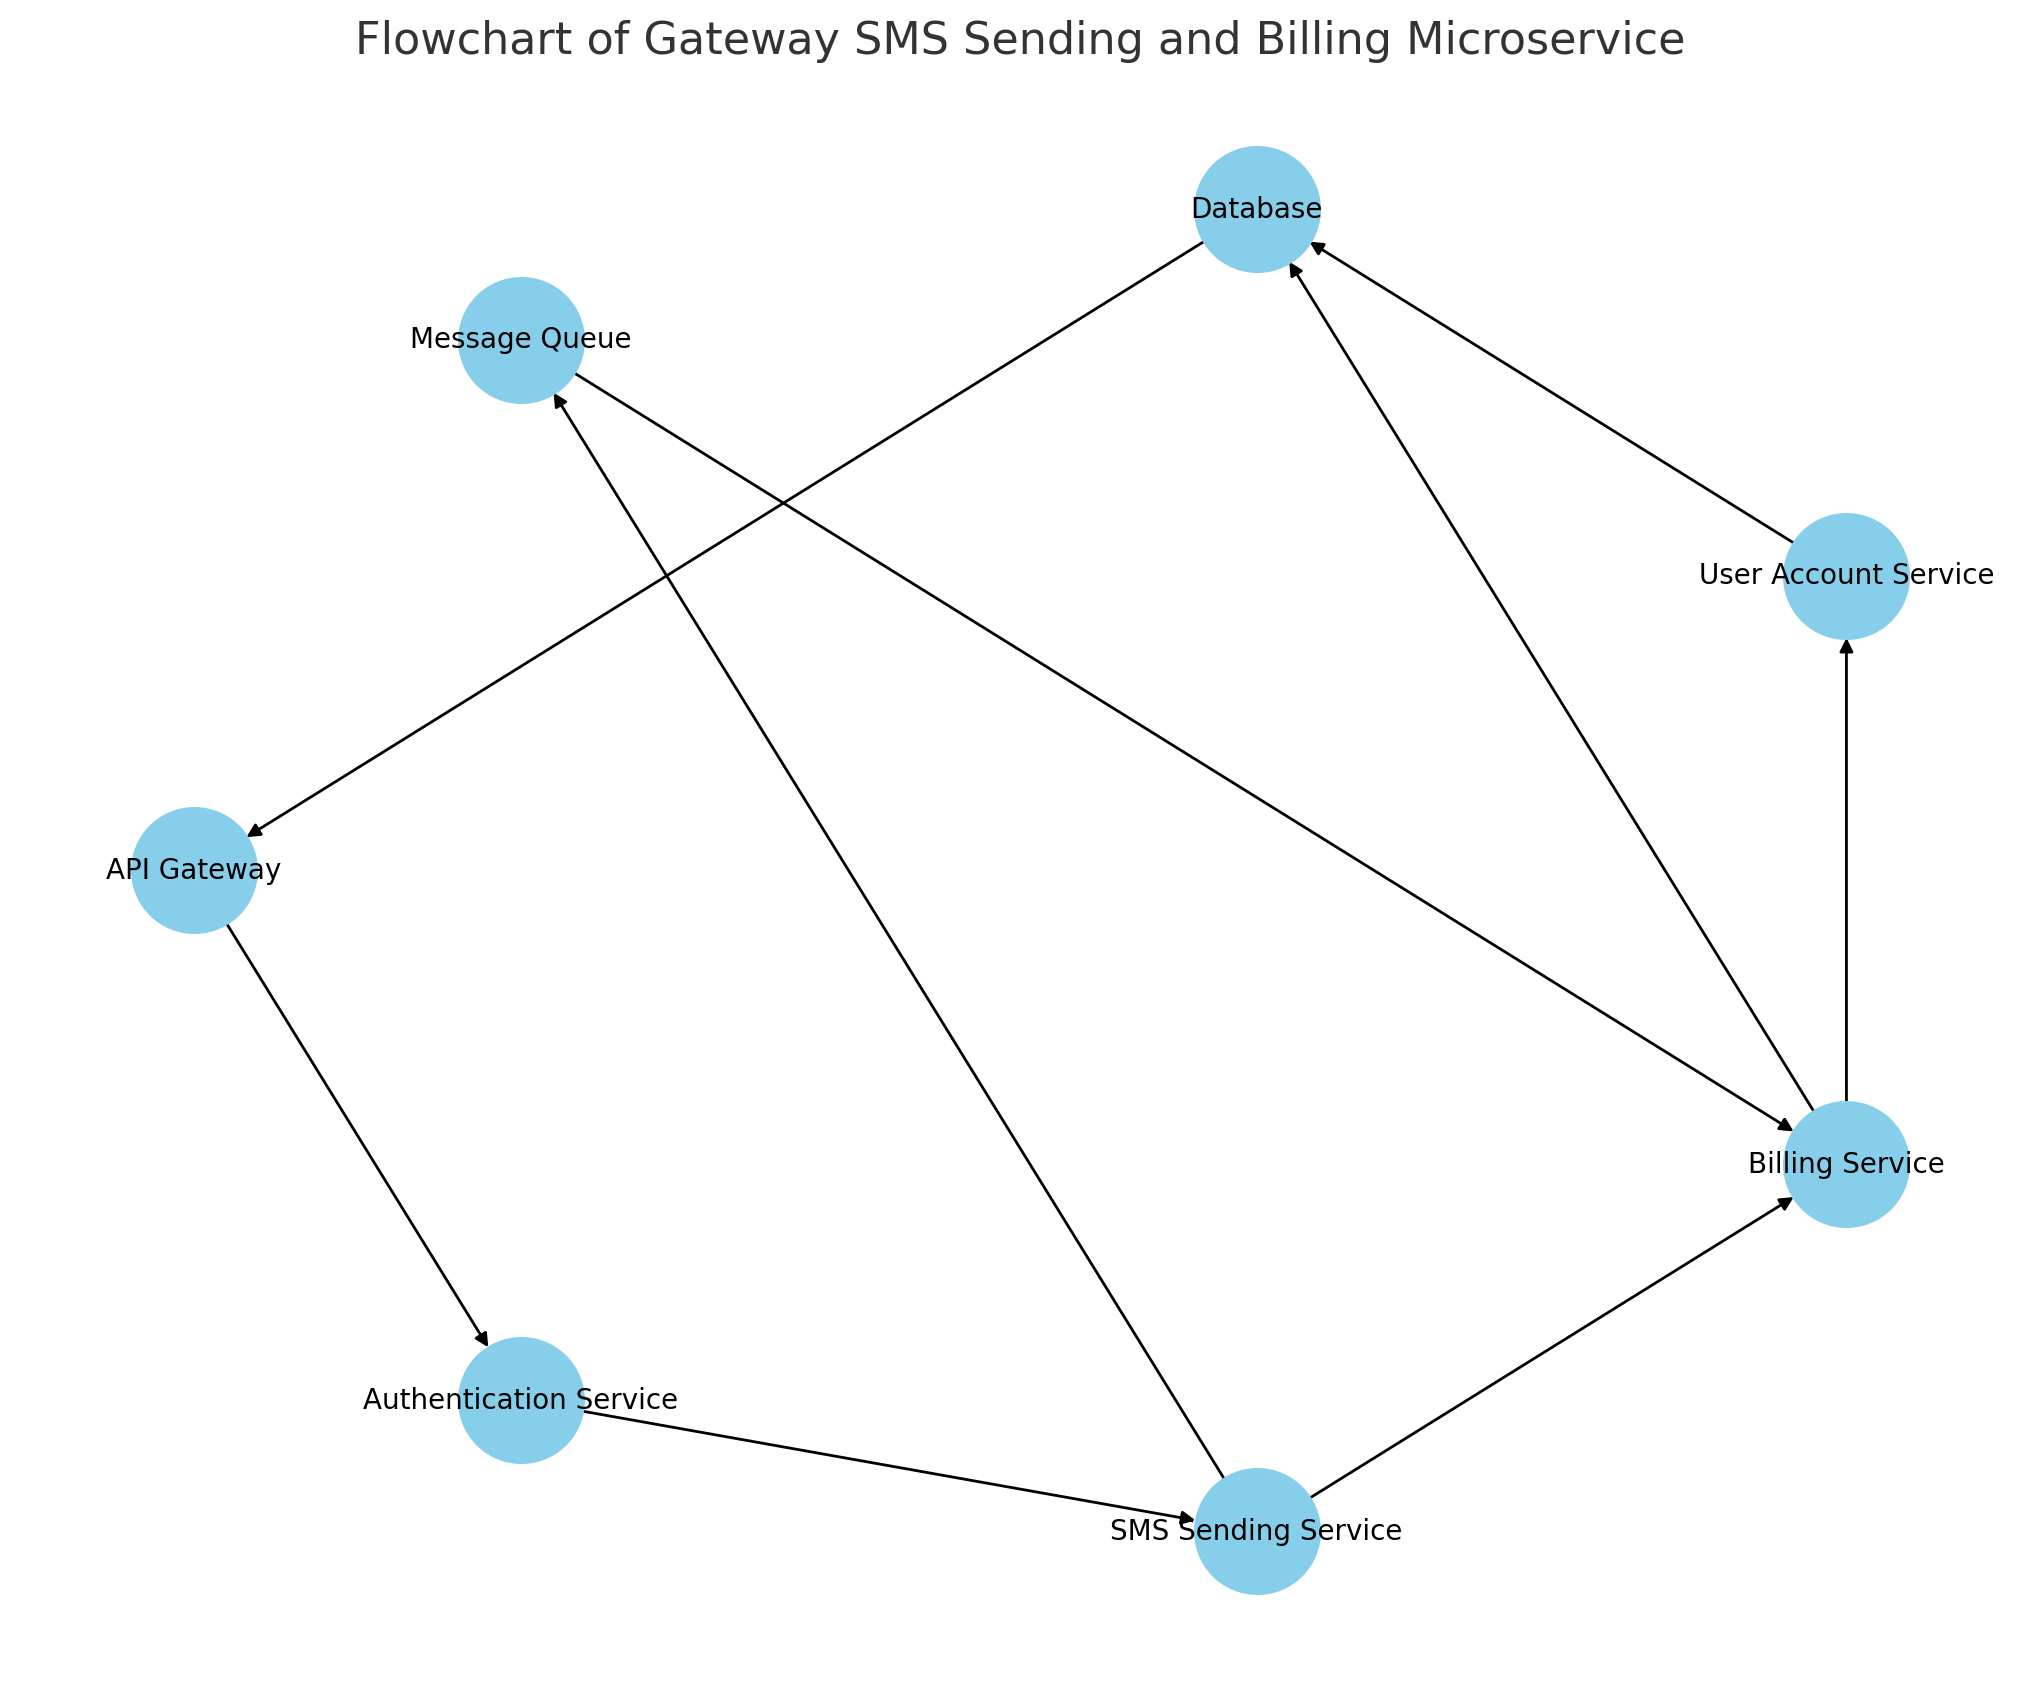 Flowchart of Gateway SMS Sending and Billing Microservice
Database
Message Queue
User Account Service
API Gateway
Billing Service
Authentication Service
SMS Sending Service